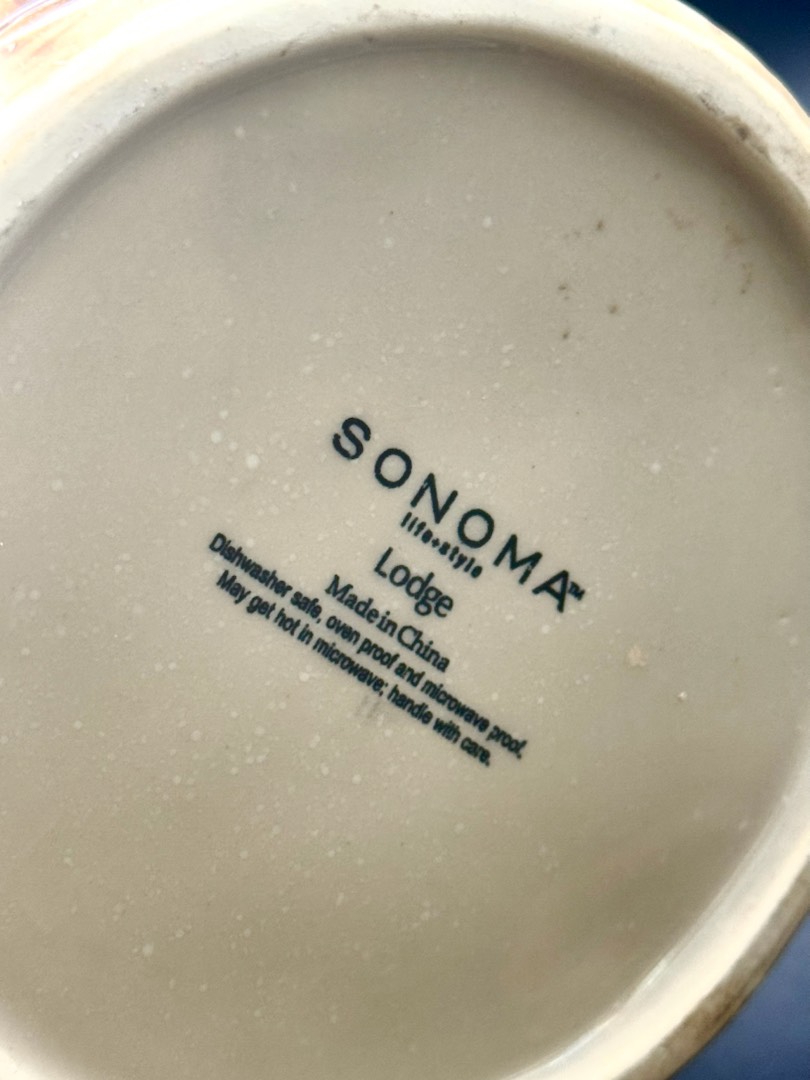 SONOMA™
life+style
Lodge
Made in China
Dishwasher safe, oven proof and microwave proof.
May get hot in microwave; handle with care.